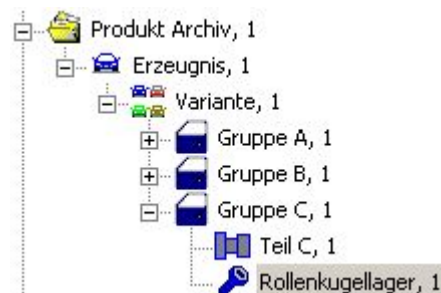 Produkt Archiv, 1
Erzeugnis, 1
Variante, 1
Gruppe A, 1
Gruppe B, 1
Gruppe C, 1
Teil C, 1
Rollenkugellager, 1